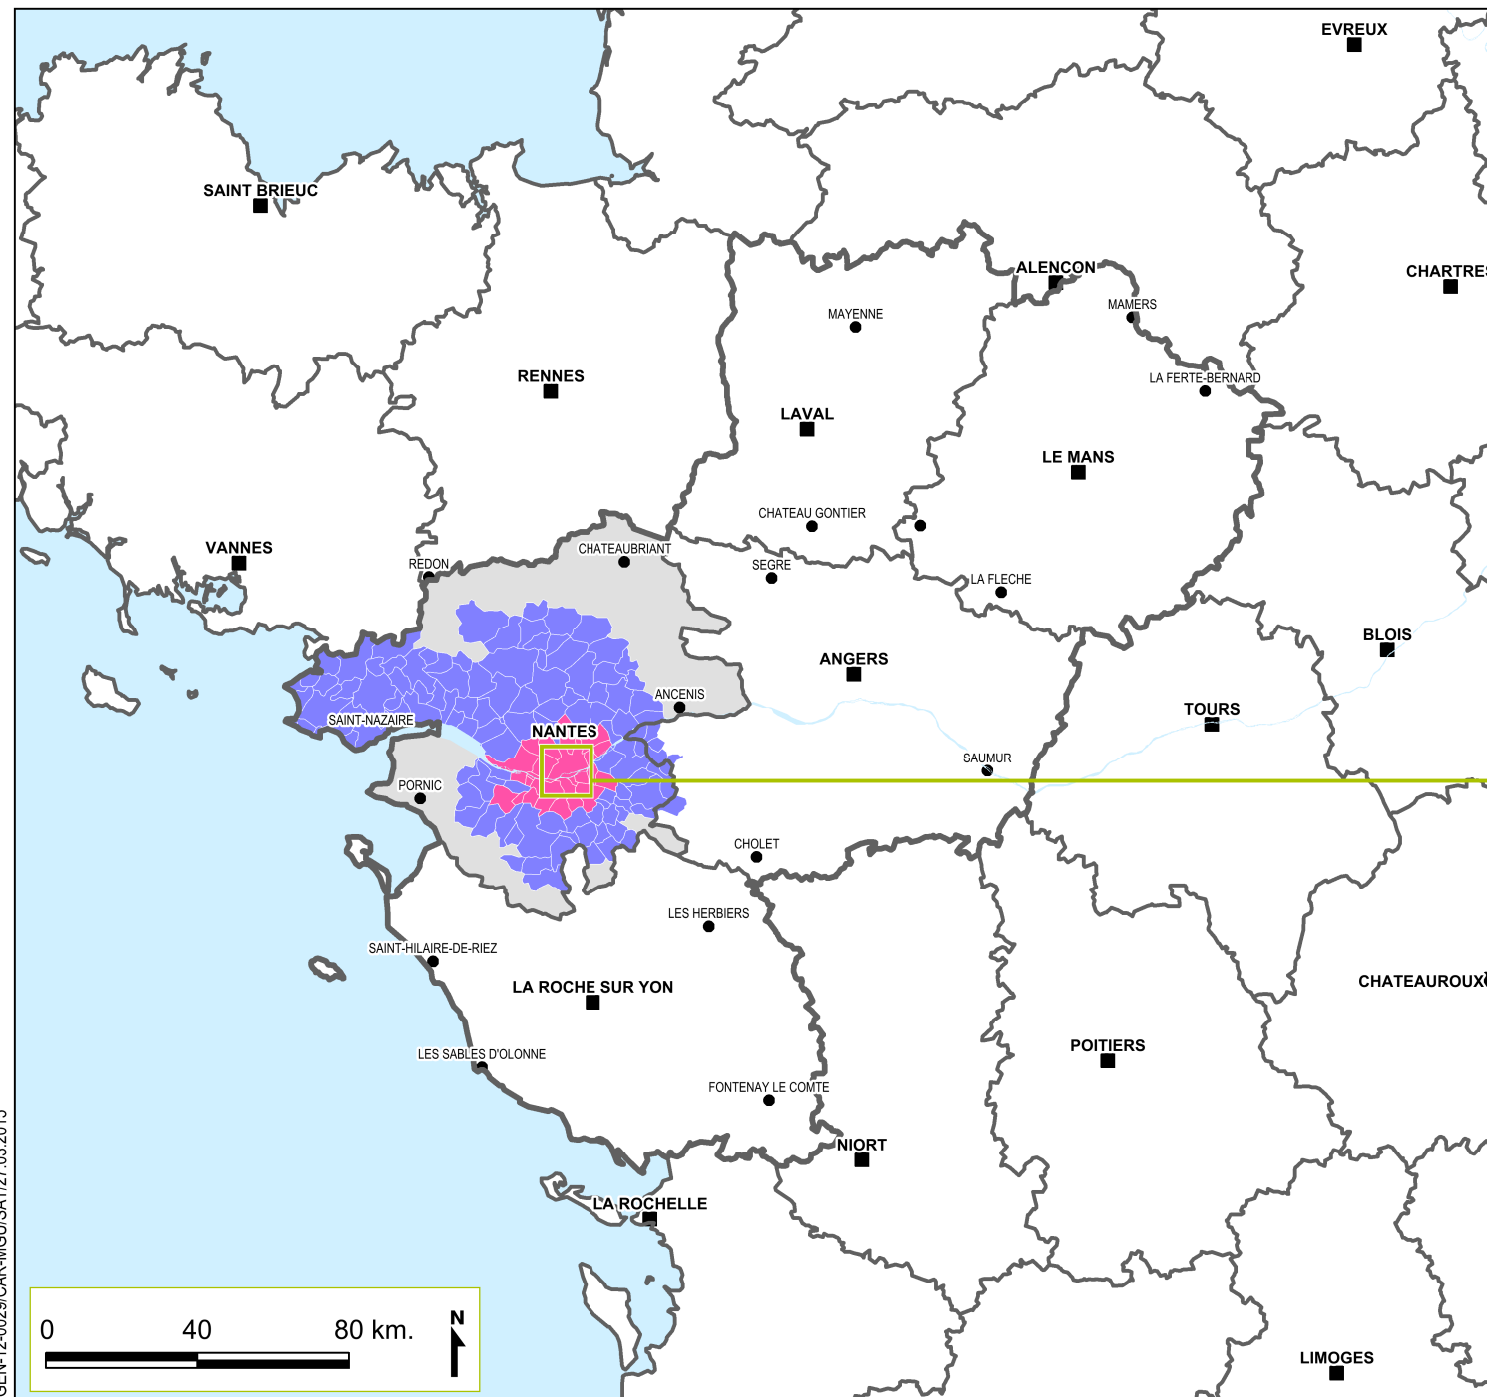 EVREUX
SAINT BRIEUC
ALENCON
CHARTRES
MAMERS
MAYENNE
RENNES
LA FERTE-BERNARD
LAVAL
LE MANS
CHATEAU GONTIER
VANNES
CHATEAUBRIANT
REDON
SEGRE
LA FLECHE
BLOIS
ANGERS
ANCENIS
TOURS
SAINT-NAZAIRE
NANTES
SAUMUR
PORNIC
CHOLET
LES HERBIERS
SAINT-HILAIRE-DE-RIEZ
CHATEAUROUX
LA ROCHE SUR YON
POITIERS
LES SABLES D'OLONNE
FONTENAY LE COMTE
NIORT
LA ROCHELLE
N
0 40 80 km.
LIMOGES